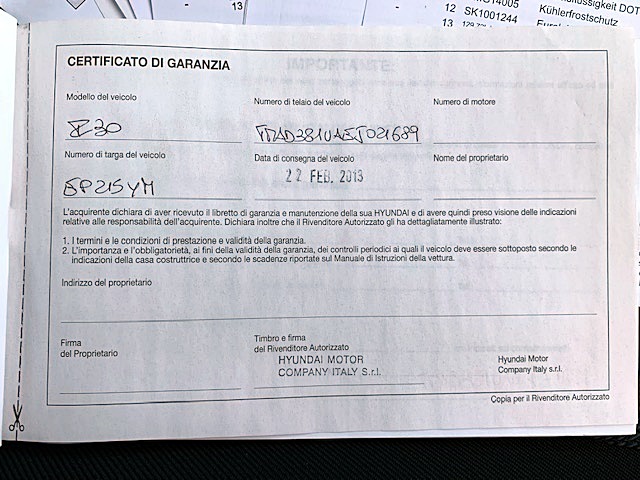 13
12 SK1001244 Kühlerfrostschutz
13
CERTIFICATO DI GARANZIA
Modello del veicolo
Numero di telaio del veicolo
Numero di motore
I30
Numero di targa del veicolo
Data di consegna del veicolo
Nome del proprietario
22 FEB. 2013
EP215YM
L'acquirente dichiara di aver ricevuto il libretto di garanzia e manutenzione della sua HYUNDAI e di avere quindi preso visione delle indicazioni
relative alle responsabilità dell'acquirente. Dichiara inoltre che il Rivenditore Autorizzato gli ha dettagliatamente illustrato:
1. I termini e le condizioni di prestazione e validità della garanzia.
2. L'importanza e l'obbligatorietà, ai fini della validità della garanzia, dei controlli periodici ai quali il veicolo deve essere sottoposto secondo le
indicazioni della casa costruttrice e secondo le scadenze riportate sul Manuale di Istruzioni della vettura.
Indirizzo del proprietario
Firma
del Proprietario
Timbro e firma
del Rivenditore Autorizzato
HYUNDAI MOTOR
COMPANY ITALY S.r.l.
Hyundai Motor
Company Italy s.r.l.
Copia per il Rivenditore Autorizzato